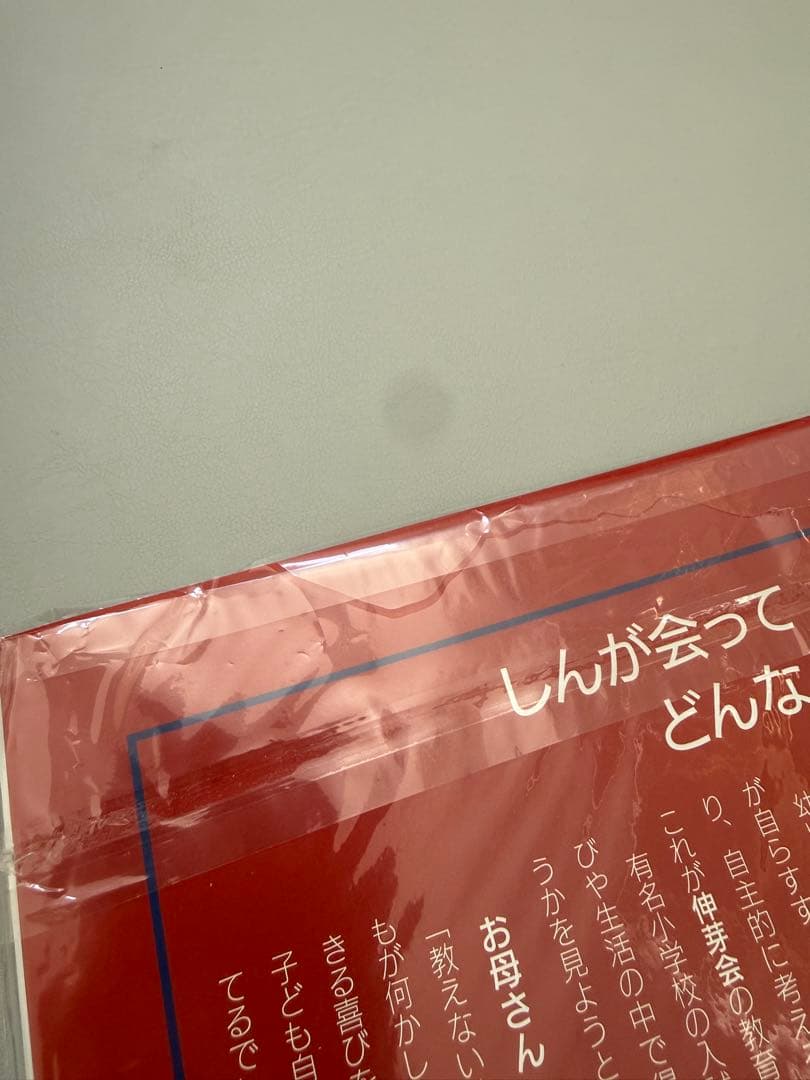 しんが会って
どんな
幼
が自らすす
り、自主的に考え
これが伸芽会の教育
有名小学校の入
びや生活の中で
うかを見ようと
お母さん
「教えない
もが何かし
きる喜びを
子ども自
てるで